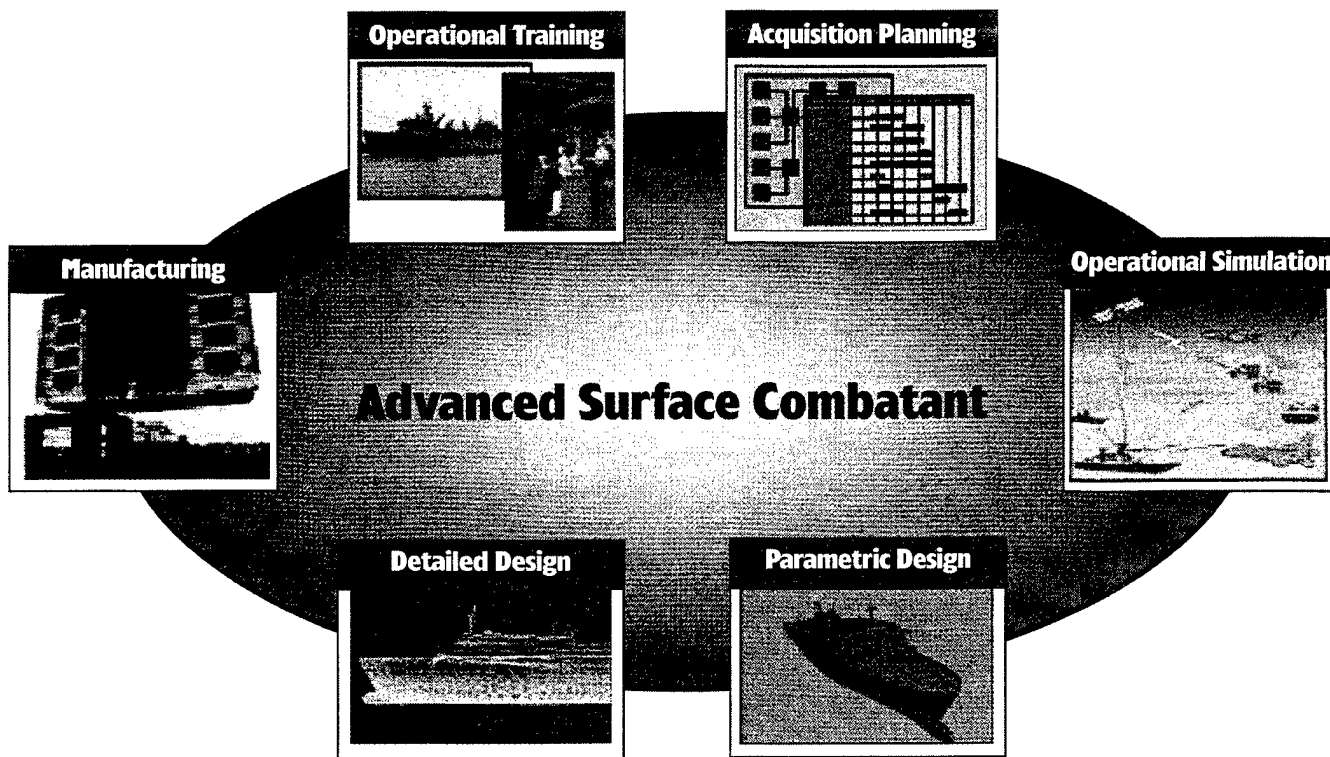 Operational Training
Acquisition Planning
Manufacturing
Operational Simulation
Advanced Surface Combatant
Detailed Design
Parametric Design